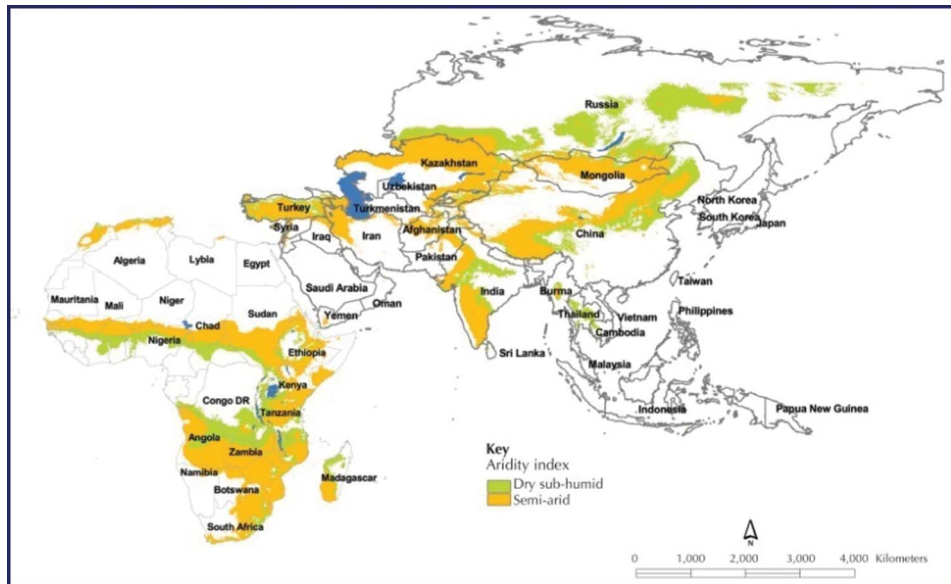 Russia
Kazakhstan
Mongolia
Uzbekistan
North Korea
Turkey
Turkmenistan
South Korea
Japan
Syria
Afghanistan
China
Iraq
Iran
Algeria
Lybia
Egypt
Pakistan
Taiwan
Saudi Arabia
India
Burma
Mauritania
Mali
Niger
Oman
Sudan
Yemen
Thailand
Vietnam
Philippines
Chad
Cambodia
Nigeria
Ethiopia
Sri Lanka
Malaysia
Kenya
Congo DR
Tanzania
Indonesia
Papua New Guinea
Angola
Zambia
Key
Aridity index
Namibia
Madagascar
Dry sub-humid
Botswana
Semi-arid
South Africa
N
0 1,000 2,000 3,000 4,000 Kilometers